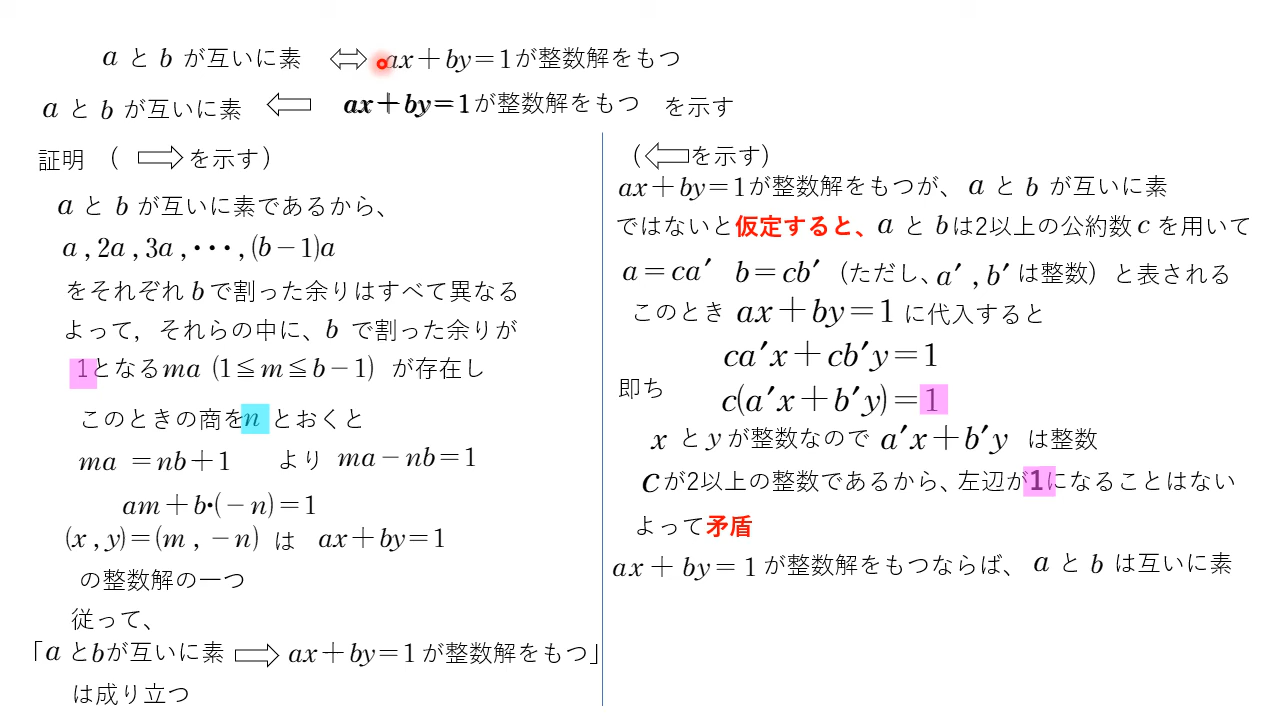 a と b が互いに素 ⇔ ax＋by＝1が整数解をもつ
a と b が互いに素 ⇐ ax＋by＝1が整数解をもつ を示す
証明 （ ⇒を示す）
a と b が互いに素であるから、
a , 2a , 3a , ･･･ , (b－1)a
をそれぞれ b で割った余りはすべて異なる
よって，それらの中に、b で割った余りが
1となるma (1≦m≦b－1) が存在し
このときの商をn とおくと
ma ＝nb＋1 より ma－nb＝1
am＋b･(－n)＝1
(x , y)＝(m , －n) は ax＋by＝1
の整数解の一つ
従って、
「a とbが互いに素 ⇒ ax＋by＝1 が整数解をもつ」
は成り立つ
（⇐を示す）
ax＋by＝1が整数解をもつが、a と b が互いに素
ではないと仮定すると、a と bは2以上の公約数 c を用いて
a＝ca′ b＝cb′ （ただし、a′ , b′ は整数）と表される
このとき ax＋by＝1 に代入すると
ca′x＋cb′y＝1
即ち c(a′x＋b′y)＝1
x と y が整数なので a′x＋b′y は整数
c が2以上の整数であるから、左辺が1になることはない
よって矛盾
ax＋by＝1 が整数解をもつならば、a と b は互いに素